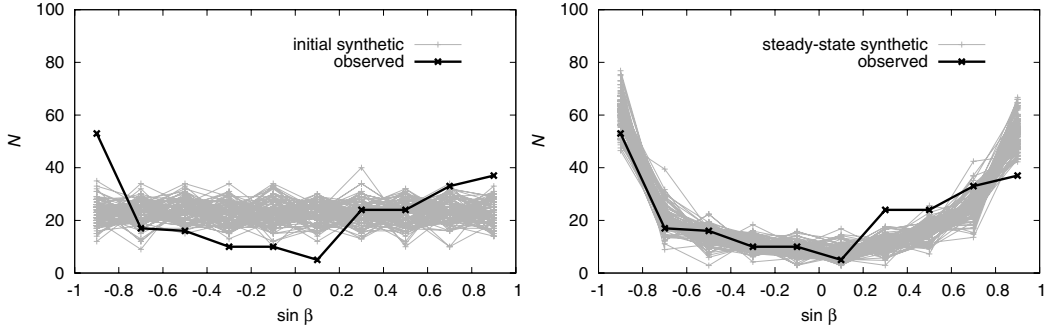 100
80
60
40
20
0
N
initial synthetic
observed
-1 -0.8 -0.6 -0.4 -0.2 0 0.2 0.4 0.6 0.8 1
sin β
100
80
60
40
20
0
N
steady-state synthetic
observed
-1 -0.8 -0.6 -0.4 -0.2 0 0.2 0.4 0.6 0.8 1
sin β